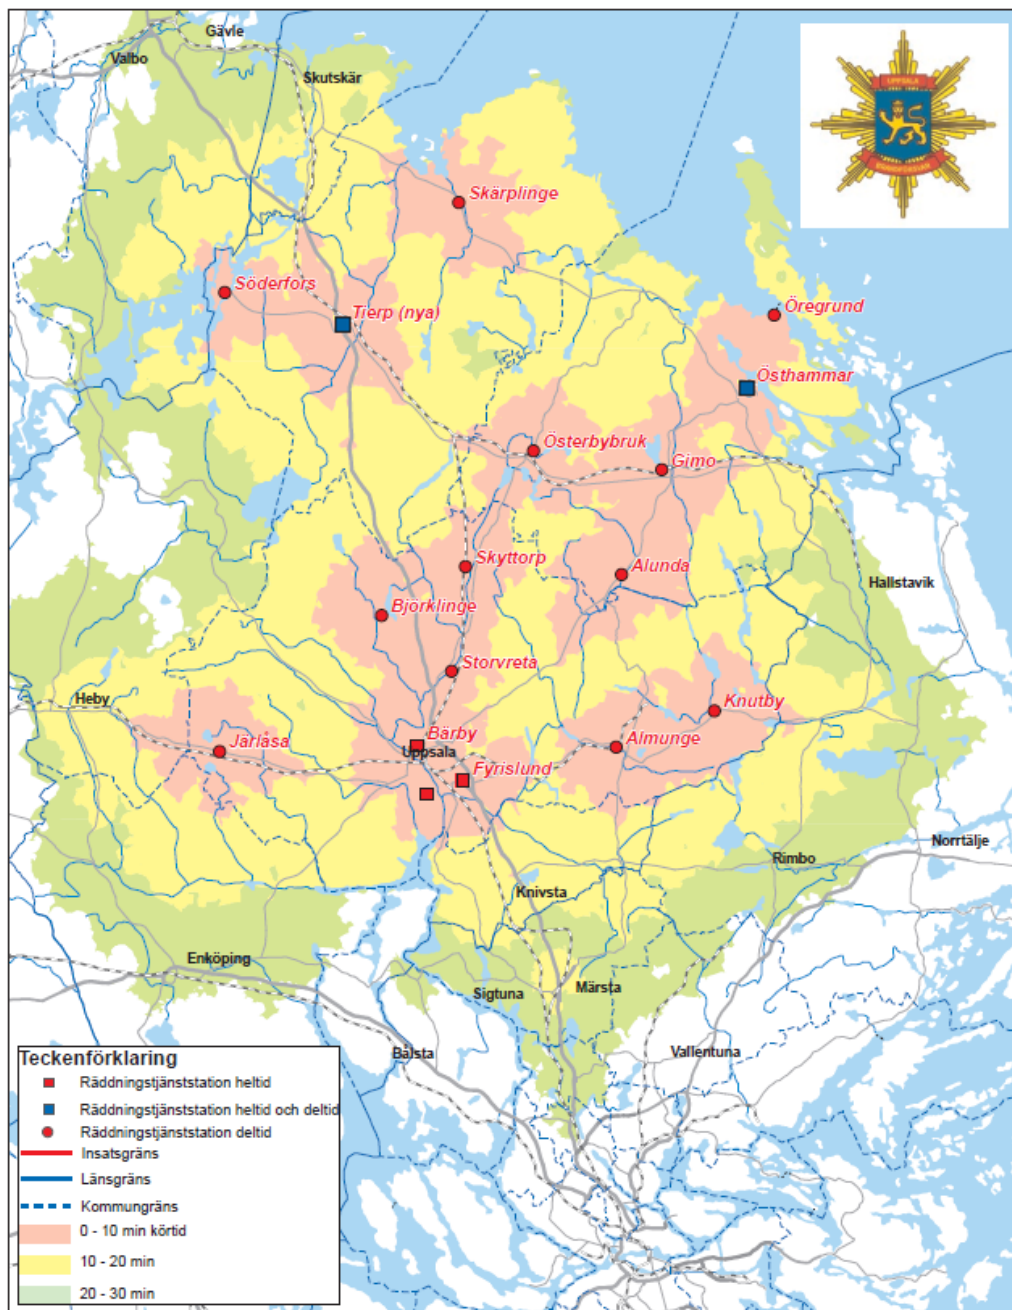 Gävle
Valbo
Skutskär
UPPSALA
BRANDFÖRSVAR
Skärplinge
Söderfors
Tierp (nya)
Öregrund
Östhammar
Österbybruk
Gimo
Skyttorp
Alunda
Hallstavik
Björklinge
Storvreta
Heby
Knutby
Järlåsa
Bärby
Uppsala
Almunge
Fyrislund
Norrtälje
Rimbo
Knivsta
Enköping
Sigtuna
Märsta
Bålsta
Vallentuna
Teckenförklaring
Räddningstjänststation heltid
Räddningstjänststation heltid och deltid
Räddningstjänststation deltid
Insatsgräns
Länsgräns
Kommungräns
0 - 10 min körtid
10 - 20 min
20 - 30 min